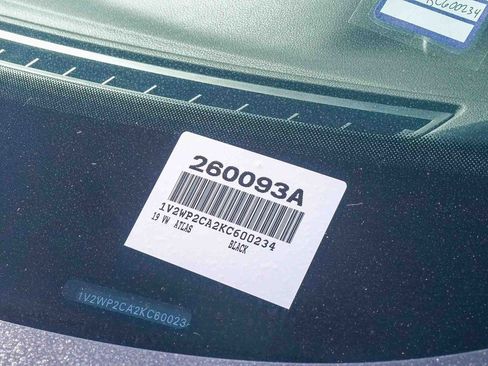 KC600234
260093A
1V2WP2CA2KC600234
19 VW ATLAS BLACK
1V2WP2CA2KC60023